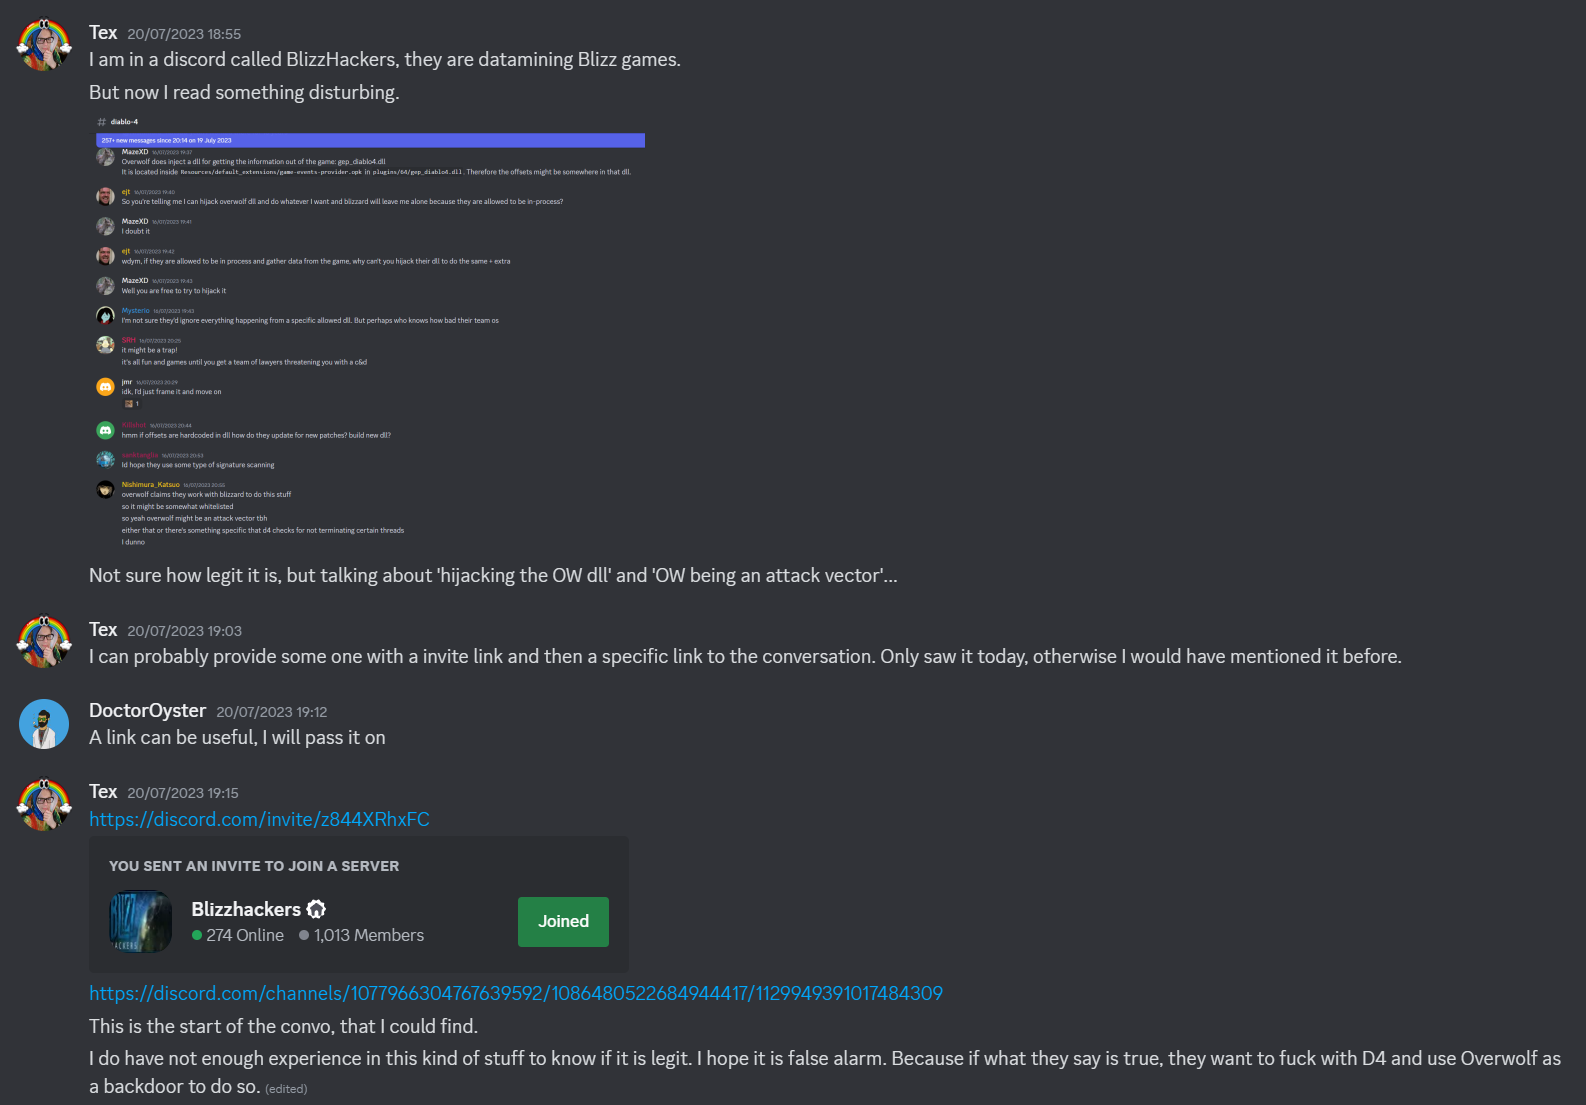 Tex 20/07/2023 18:55
I am in a discord called BlizzHackers, they are datamining Blizz games.
But now I read something disturbing.
# diablo-4
257+ new messages since 20:14 on 19 July 2023
MazeXD 16/07/2023 19:37
Overwolf does inject a dll for getting the information out of the game: gep_diablo4.dll
It is located inside Resources/default_extensions/game-events-provider.opk in plugins/64/gep_diablo4.dll. Therefore the offsets might be somewhere in that dll.
ejt 16/07/2023 19:40
So you're telling me I can hijack overwolf dll and do whatever I want and blizzard will leave me alone because they are allowed to be in-process?
MazeXD 16/07/2023 19:41
I doubt it
ejt 16/07/2023 19:42
wdym, if they are allowed to be in process and gather data from the game, why can't you hijack their dll to do the same + extra
MazeXD 16/07/2023 19:43
Well you are free to try to hijack it
Mysterio 16/07/2023 19:43
I'm not sure they'd ignore everything happening from a specific allowed dll. But perhaps who knows how bad their team os
SRH 16/07/2023 20:25
it might be a trap!
it's all fun and games until you get a team of lawyers threatening you with a c&d
jmr 16/07/2023 20:29
idk, I'd just frame it and move on
1
16/07/2023 20:44
hmm if offsets are hardcoded in dll how do they update for new patches? build new dll?
16/07/2023 20:53
Id hope they use some type of signature scanning
Nishimura_Katsuo 16/07/2023 20:55
overwolf claims they work with blizzard to do this stuff
so it might be somewhat whitelisted
so yeah overwolf might be an attack vector tbh
either that or there's something specific that d4 checks for not terminating certain threads
I dunno
Not sure how legit it is, but talking about 'hijacking the OW dll' and 'OW being an attack vector'...
Tex 20/07/2023 19:03
I can probably provide some one with a invite link and then a specific link to the conversation. Only saw it today, otherwise I would have mentioned it before.
DoctorOyster 20/07/2023 19:12
A link can be useful, I will pass it on
Tex 20/07/2023 19:15
https://discord.com/invite/z844XRhxFC
YOU SENT AN INVITE TO JOIN A SERVER
BLIZZ
HACKERS
Blizzhackers
274 Online 1,013 Members
Joined
https://discord.com/channels/1077966304767639592/1086480522684944417/1129949391017484309
This is the start of the convo, that I could find.
I do have not enough experience in this kind of stuff to know if it is legit. I hope it is false alarm. Because if what they say is true, they want to fuck with D4 and use Overwolf as
a backdoor to do so. (edited)